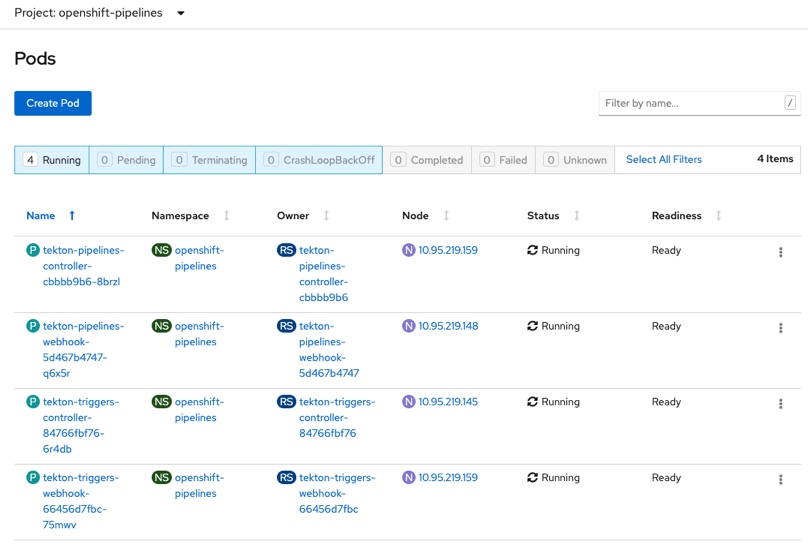 Project: openshift-pipelines
Pods
Create Pod
Filter by name...
/
4 Running 0 Pending 0 Terminating 0 CrashLoopBackOff 0 Completed 0 Failed 0 Unknown Select All Filters 4 Items
Name Namespace Owner Node Status Readiness
P tekton-pipelines-
controller-
cbbbb9b6-8brzl
NS openshift-
pipelines
RS tekton-
pipelines-
controller-
cbbbb9b6
N 10.95.219.159
Running
Ready
P tekton-pipelines-
webhook-
5d467b4747-
q6x5r
NS openshift-
pipelines
RS tekton-
pipelines-
webhook-
5d467b4747
N 10.95.219.148
Running
Ready
P tekton-triggers-
controller-
84766fbf76-
6r4db
NS openshift-
pipelines
RS tekton-triggers-
controller-
84766fbf76
N 10.95.219.145
Running
Ready
P tekton-triggers-
webhook-
66456d7fbc-
75mwv
NS openshift-
pipelines
RS tekton-triggers-
webhook-
66456d7fbc
N 10.95.219.159
Running
Ready